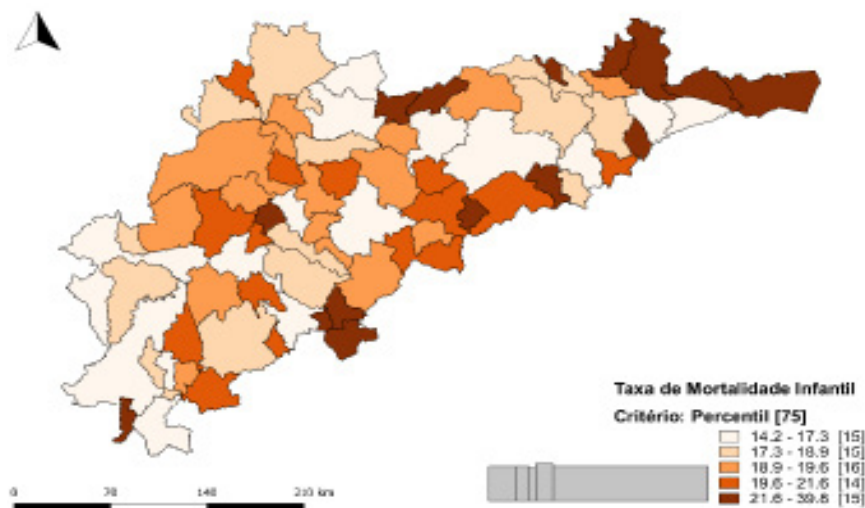 Taxa de Mortalidade Infantil
Critério: Percentil [75]
14.2 - 17.3 [15]
17.3 - 18.9 [15]
18.9 - 19.6 [16]
19.6 - 21.6 [14]
21.6 - 39.8 [15]
0 70 140 210 km